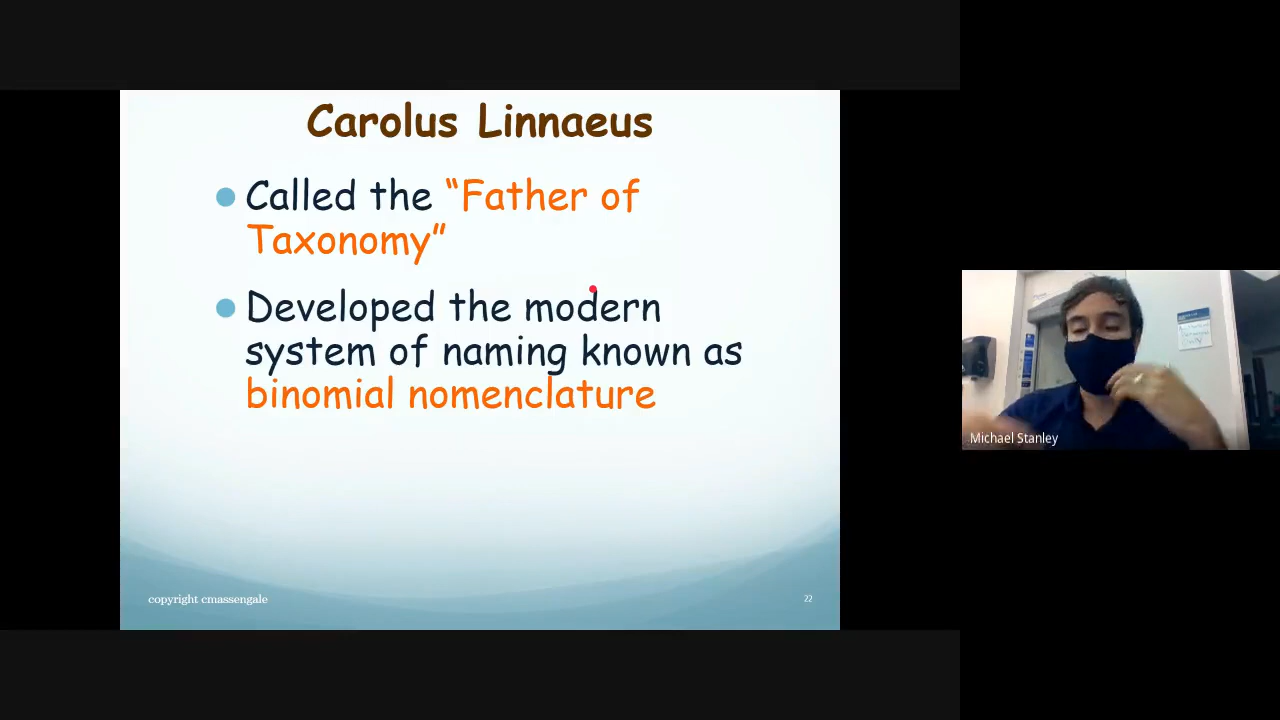 Carolus Linnaeus
Called the “Father of
Taxonomy”
Developed the modern
system of naming known as
binomial nomenclature
copyright cmassengale
22
Michael Stanley